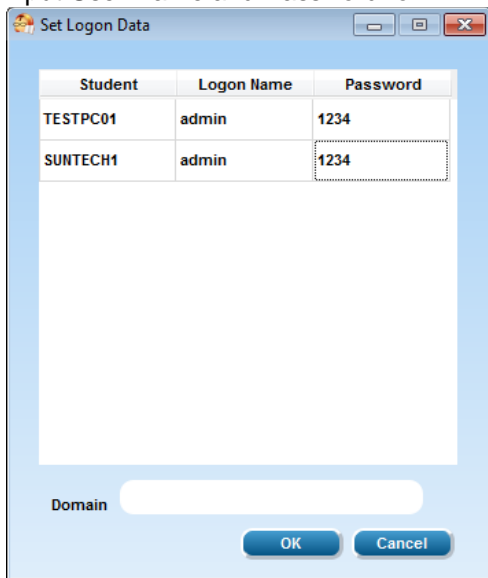 Set Logon Data
Student Logon Name Password
TESTPC01 admin 1234
SUNTECH1 admin 1234
Domain
OK Cancel